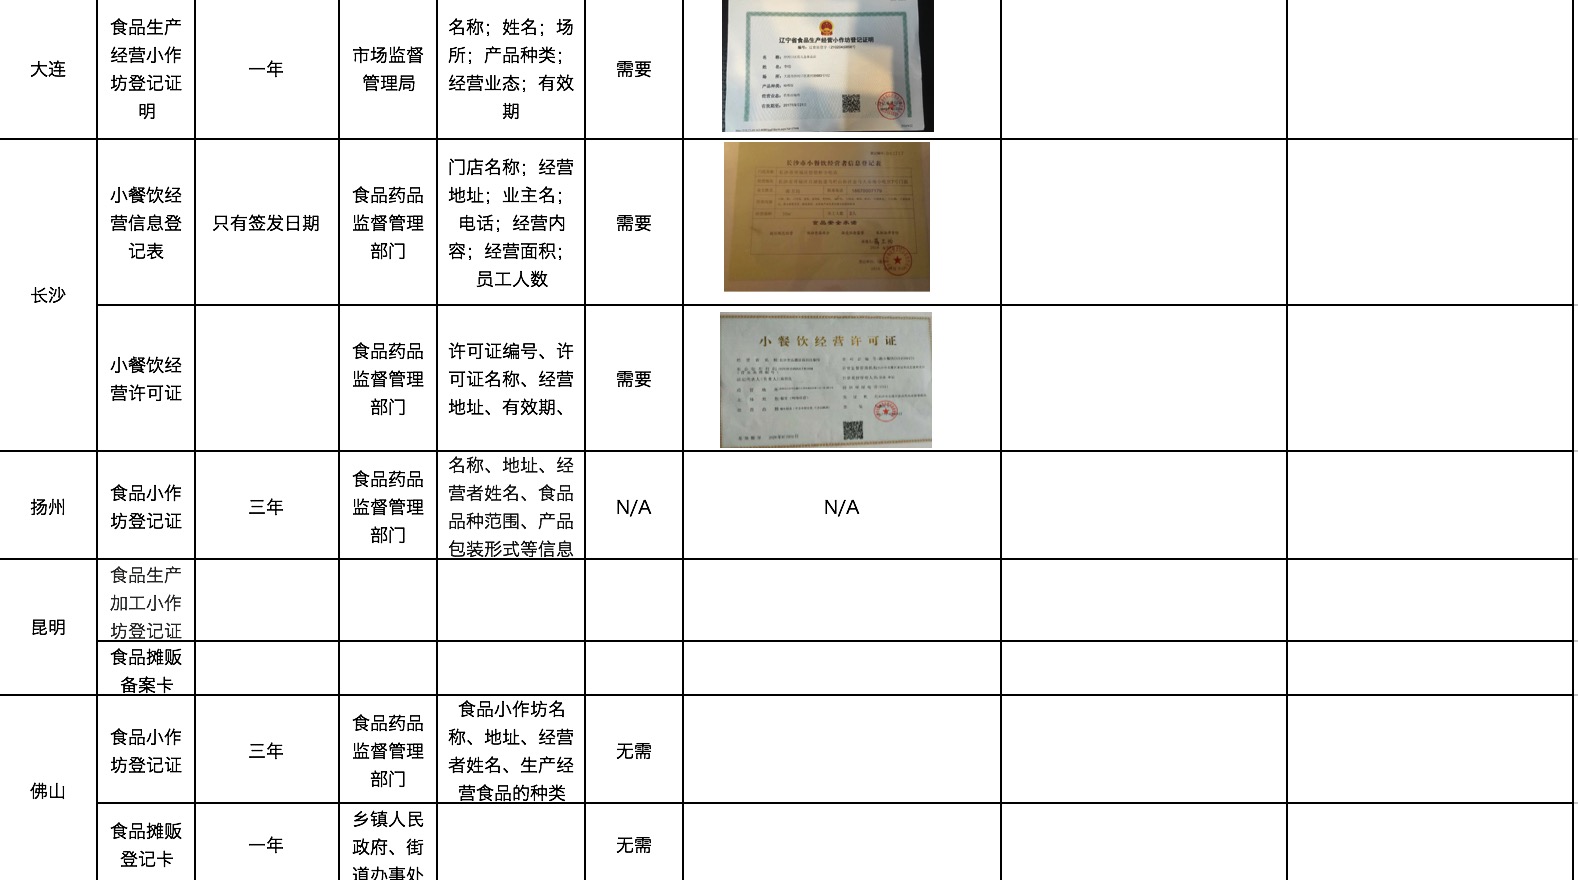 大连
食品生产
经营小作
坊登记证
明
一年
市场监督
管理局
名称；姓名；场
所；产品种类；
经营业态；有效
期
需要
辽宁省食品生产经营小作坊登记证明
长沙
小餐饮经
营信息登
记表
只有签发日期
食品药品
监督管理
部门
门店名称；经营
地址；业主名；
电话；经营内
容；经营面积；
员工人数
需要
长沙市小餐饮经营者信息登记表
食品安全承诺
小餐饮经
营许可证
食品药品
监督管理
部门
许可证编号、许
可证名称、经营
地址、有效期、
需要
小餐饮经营许可证
扬州
食品小作
坊登记证
三年
食品药品
监督管理
部门
名称、地址、经
营者姓名、食品
品种范围、产品
包装形式等信息
N/A
N/A
昆明
食品生产
加工小作
坊登记证
食品摊贩
备案卡
佛山
食品小作
坊登记证
三年
食品药品
监督管理
部门
食品小作坊名
称、地址、经营
者姓名、生产经
营食品的种类
无需
食品摊贩
登记卡
一年
乡镇人民
政府、街
道办事处
无需